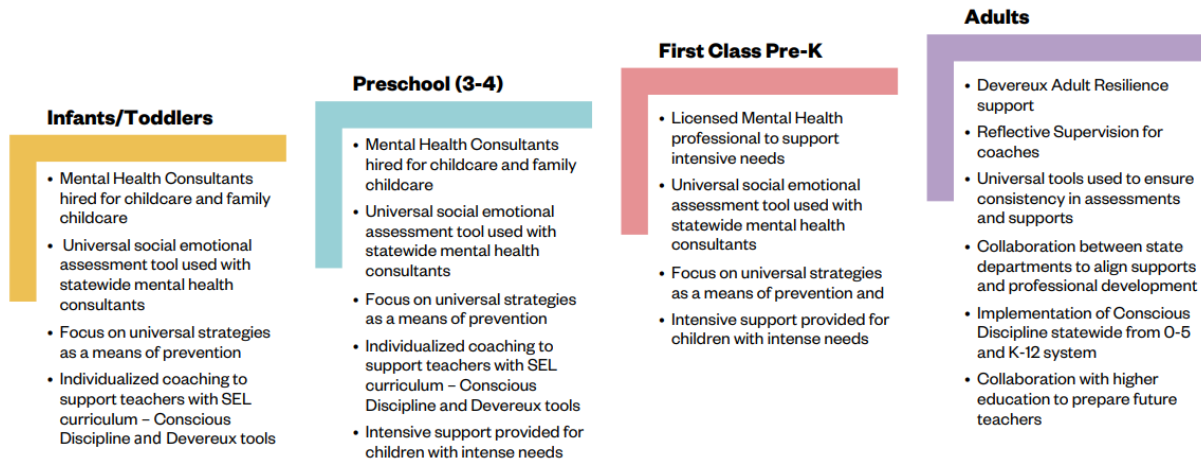 Infants/Toddlers
• Mental Health Consultants
hired for childcare and family
childcare
• Universal social emotional
assessment tool used with
statewide mental health
consultants
• Focus on universal strategies
as a means of prevention
• Individualized coaching to
support teachers with SEL
curriculum – Conscious
Discipline and Devereux tools
Preschool (3-4)
• Mental Health Consultants
hired for childcare and family
childcare
• Universal social emotional
assessment tool used with
statewide mental health
consultants
• Focus on universal strategies
as a means of prevention
• Individualized coaching to
support teachers with SEL
curriculum – Conscious
Discipline and Devereux tools
• Intensive support provided for
children with intense needs
First Class Pre-K
• Licensed Mental Health
professional to support
intensive needs
• Universal social emotional
assessment tool used with
statewide mental health
consultants
• Focus on universal strategies
as a means of prevention and
• Intensive support provided for
children with intense needs
Adults
• Devereux Adult Resilience
support
• Reflective Supervision for
coaches
• Universal tools used to ensure
consistency in assessments
and supports
• Collaboration between state
departments to align supports
and professional development
• Implementation of Conscious
Discipline statewide from 0-5
and K-12 system
• Collaboration with higher
education to prepare future
teachers